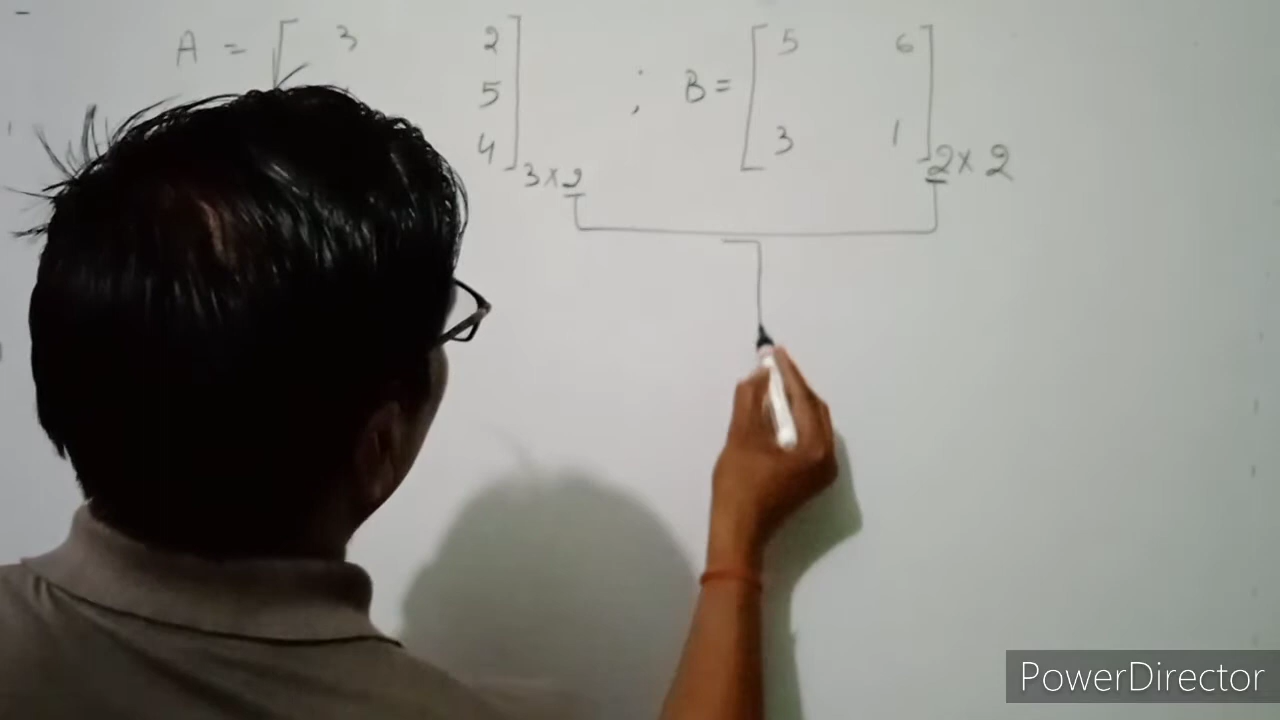 A = [ 3 2 ] ; B = [ 5 6 ]
5
4 3 1
3×2 2×2
PowerDirector